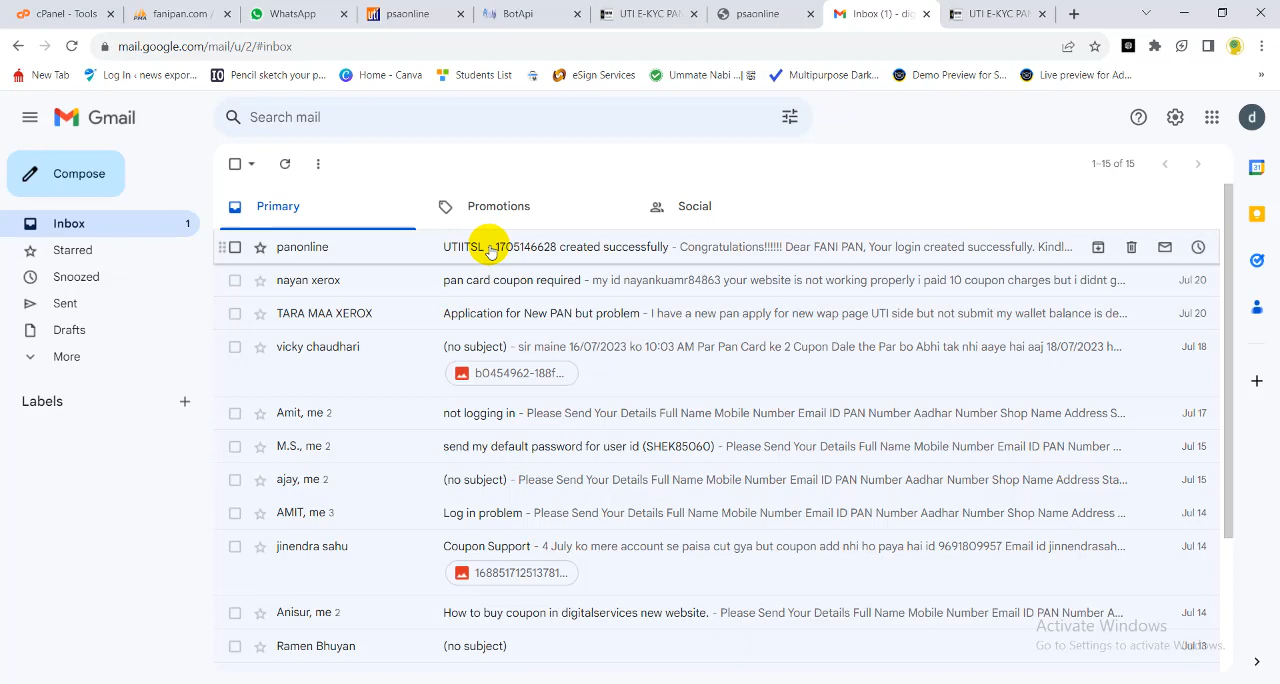 cPanel - Tools
fanipan.com /
WhatsApp
psaonline
BotApi
UTI E-KYC PAN
psaonline
Inbox (1) - dig
UTI E-KYC PAN
mail.google.com/mail/u/2/#inbox
New Tab
Log In ‹ news expor...
Pencil sketch your p...
Home - Canva
Students List
eSign Services
Multipurpose Dark...
Demo Preview for S...
Live preview for Ad...
»
Gmail
Search mail
d
Compose
1–15 of 15
Primary
Promotions
Social
Inbox 1
Starred
Snoozed
Sent
Drafts
More
Labels
panonline
created successfully - Congratulations!!!!!! Dear FANI PAN, Your login created successfully. Kindl...
nayan xerox
pan card coupon required - my id nayankuamr84863 your website is not working properly i paid 10 coupon charges but i didnt g...
Jul 20
TARA MAA XEROX
Application for New PAN but problem - I have a new pan apply for new wap page UTI side but not submit my wallet balance is de...
Jul 20
vicky chaudhari
(no subject) - sir maine 16/07/2023 ko 10:03 AM Par Pan Card ke 2 Cupon Dale the Par bo Abhi tak nhi aaye hai aaj 18/07/2023 h...
Jul 18
b0454962-188f...
Amit, me 2
not logging in - Please Send Your Details Full Name Mobile Number Email ID PAN Number Aadhar Number Shop Name Address S...
Jul 17
M.S., me 2
send my default password for user id (SHEK85060) - Please Send Your Details Full Name Mobile Number Email ID PAN Number ...
Jul 15
ajay, me 2
(no subject) - Please Send Your Details Full Name Mobile Number Email ID PAN Number Aadhar Number Shop Name Address Sta...
Jul 15
AMIT, me 3
Log in problem - Please Send Your Details Full Name Mobile Number Email ID PAN Number Aadhar Number Shop Name Address ...
Jul 14
jinendra sahu
Coupon Support - 4 July ko mere account se paisa cut gya but coupon add nhi ho paya hai id 9691809957 Email id jinnendrasah...
Jul 14
168851712513781...
Anisur, me 2
How to buy coupon in digitalservices new website. - Please Send Your Details Full Name Mobile Number Email ID PAN Number A...
Jul 14
Activate Windows
Ramen Bhuyan
(no subject)
Go to Settings to activate Windows.